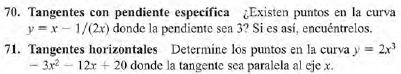 70. Tangentes con pendiente específica ¿Existen puntos en la curva
y = x − 1/(2x) donde la pendiente sea 3? Si es así, encuéntrelos.
71. Tangentes horizontales Determine los puntos en la curva y = 2x³
− 3x² − 12x + 20 donde la tangente sea paralela al eje x.